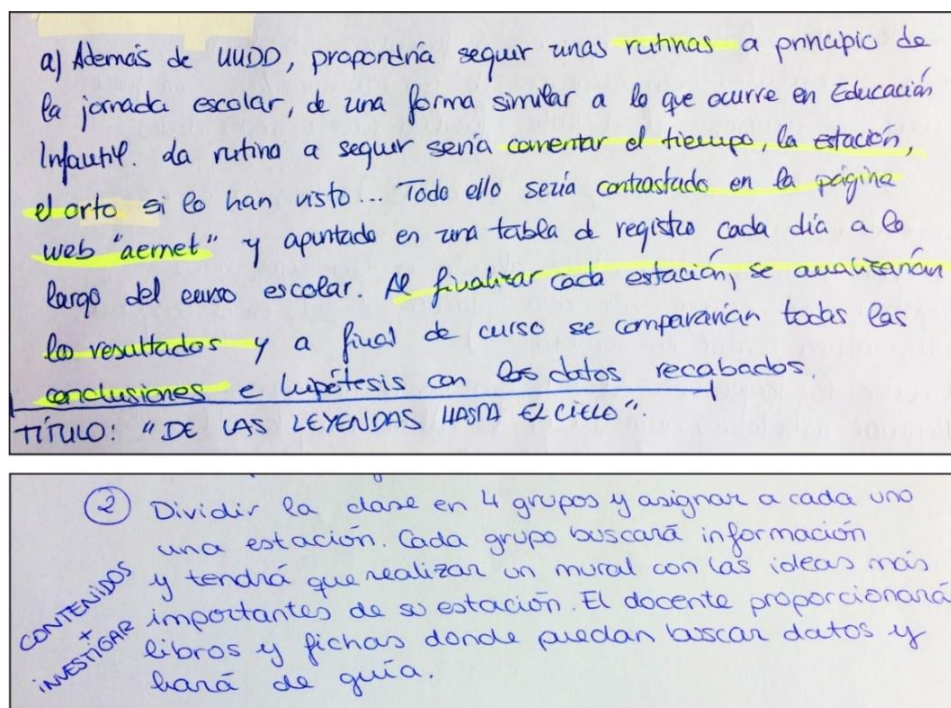 a) Además de UUDD, propondría seguir unas rutinas a principio de
la jornada escolar, de una forma similar a lo que ocurre en Educación
Infantil. La rutina a seguir sería comentar el tiempo, la estación,
el orto si lo han visto... Todo ello sería contrastado en la página
web "aemet" y apuntado en una tabla de registro cada día a lo
largo del curso escolar. Al finalizar cada estación, se analizarían
los resultados y a final de curso se compararían todas las
conclusiones e hipótesis con los datos recabados.
TÍTULO: "DE LAS LEYENDAS HASTA EL CIELO".
② Dividir la clase en 4 grupos y asignar a cada uno
una estación. Cada grupo buscará información
y tendrá que realizar un mural con las ideas más
importantes de su estación. El docente proporcionará
libros y fichas donde puedan buscar datos y
hará de guía.
CONTENIDOS
+
INVESTIGAR